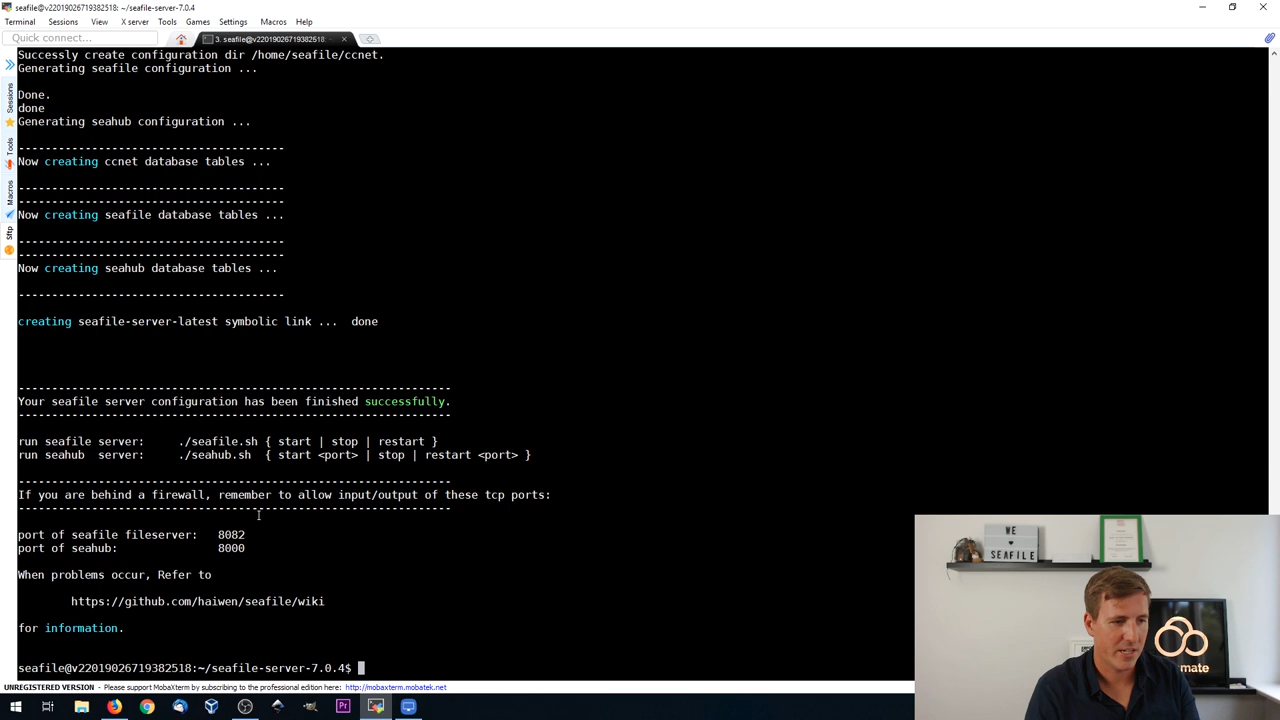 seafile@v22019026719382518: ~/seafile-server-7.0.4
Terminal Sessions View X server Tools Games Settings Macros Help
Quick connect...
3. seafile@v22019026719382518:
Sessions
Tools
Macros
Sftp
Successly create configuration dir /home/seafile/ccnet.
Generating seafile configuration ...
Done.
done
Generating seahub configuration ...
----------------------------------------
Now creating ccnet database tables ...
----------------------------------------
----------------------------------------
Now creating seafile database tables ...
----------------------------------------
----------------------------------------
Now creating seahub database tables ...
----------------------------------------
creating seafile-server-latest symbolic link ...  done
-----------------------------------------------------------------
Your seafile server configuration has been finished successfully.
-----------------------------------------------------------------
run seafile server:     ./seafile.sh { start | stop | restart }
run seahub  server:     ./seahub.sh  { start <port> | stop | restart <port> }
-----------------------------------------------------------------
If you are behind a firewall, remember to allow input/output of these tcp ports:
-----------------------------------------------------------------
port of seafile fileserver:   8082
port of seahub:               8000
When problems occur, Refer to
https://github.com/haiwen/seafile/wiki
for information.
seafile@v22019026719382518:~/seafile-server-7.0.4$
WE
♥
SEAFILE
UNREGISTERED VERSION - Please support MobaXterm by subscribing to the professional edition here: http://mobaxterm.mobatek.net
Pr